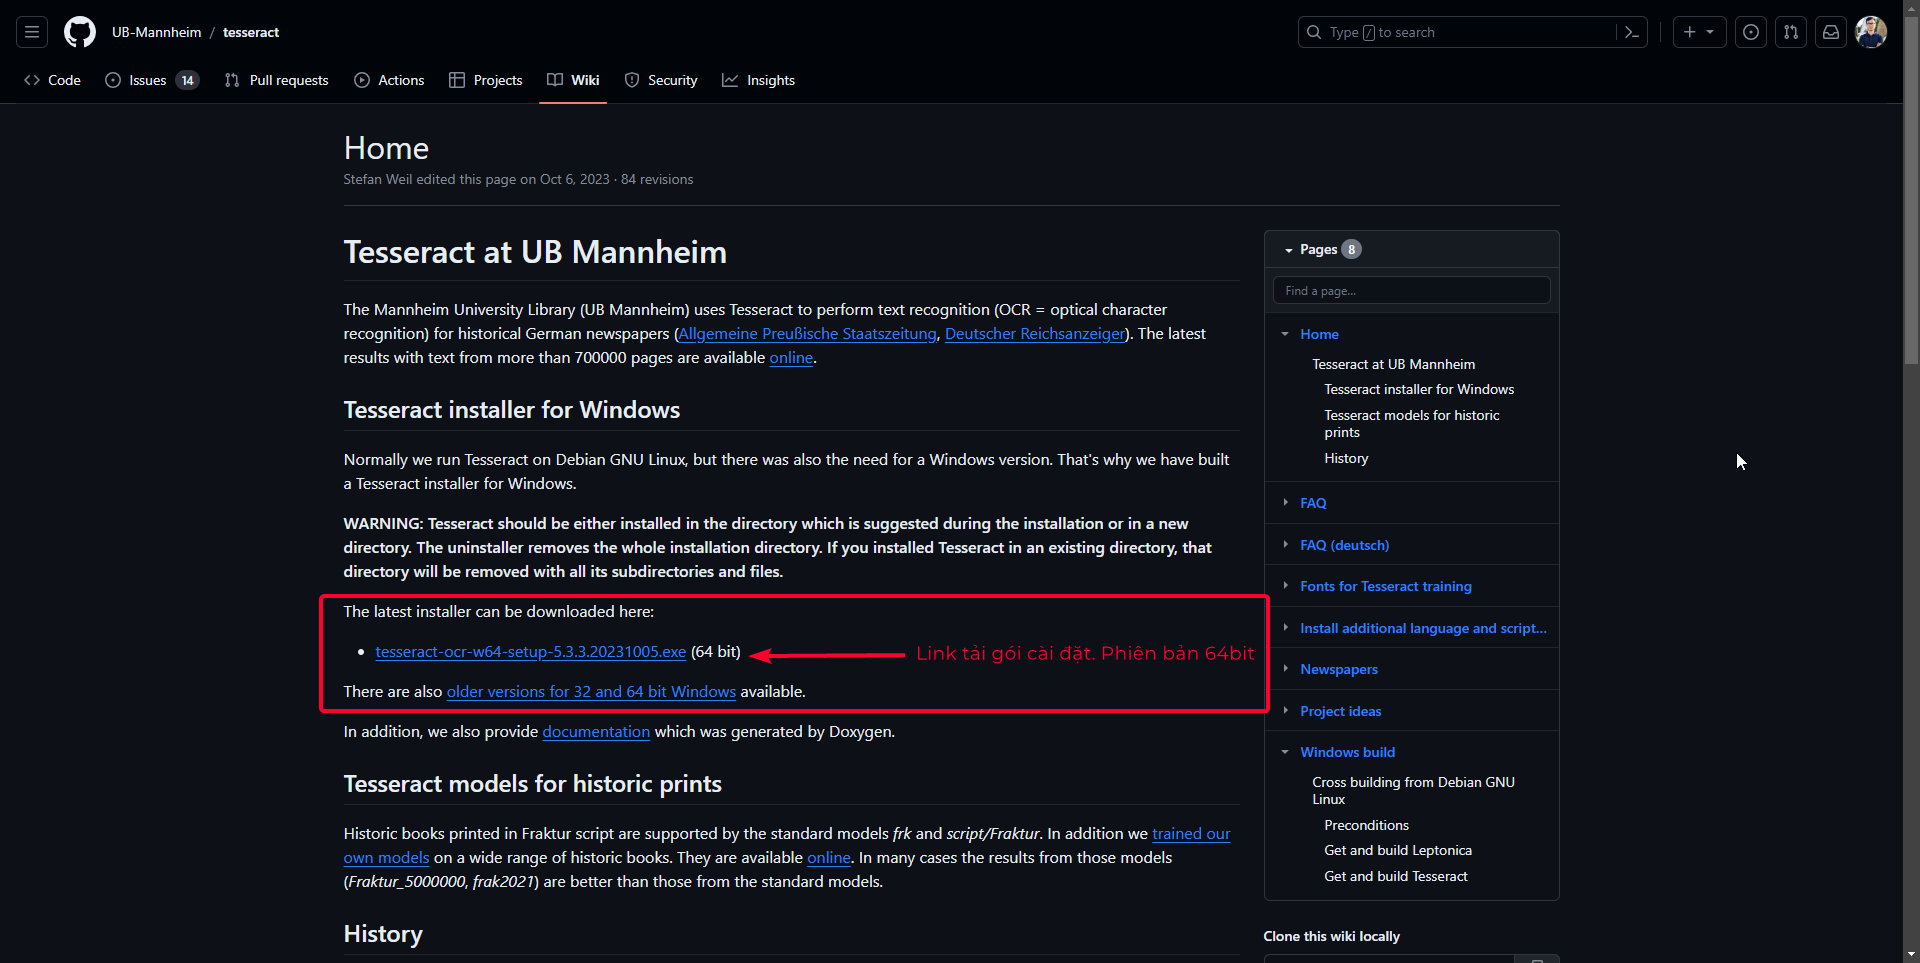 UB-Mannheim / tesseract
Type / to search
Code
Issues 14
Pull requests
Actions
Projects
Wiki
Security
Insights
Home
Stefan Weil edited this page on Oct 6, 2023 · 84 revisions
Tesseract at UB Mannheim
The Mannheim University Library (UB Mannheim) uses Tesseract to perform text recognition (OCR = optical character
recognition) for historical German newspapers (Allgemeine Preußische Staatszeitung, Deutscher Reichsanzeiger). The latest
results with text from more than 700000 pages are available online.
Tesseract installer for Windows
Normally we run Tesseract on Debian GNU Linux, but there was also the need for a Windows version. That's why we have built
a Tesseract installer for Windows.
WARNING: Tesseract should be either installed in the directory which is suggested during the installation or in a new
directory. The uninstaller removes the whole installation directory. If you installed Tesseract in an existing directory, that
directory will be removed with all its subdirectories and files.
The latest installer can be downloaded here:
• tesseract-ocr-w64-setup-5.3.3.20231005.exe (64 bit)
Link tải gói cài đặt. Phiên bản 64bit
There are also older versions for 32 and 64 bit Windows available.
In addition, we also provide documentation which was generated by Doxygen.
Tesseract models for historic prints
Historic books printed in Fraktur script are supported by the standard models frk and script/Fraktur. In addition we trained our
own models on a wide range of historic books. They are available online. In many cases the results from those models
(Fraktur_5000000, frak2021) are better than those from the standard models.
History
Pages 8
Find a page...
Home
Tesseract at UB Mannheim
Tesseract installer for Windows
Tesseract models for historic
prints
History
FAQ
FAQ (deutsch)
Fonts for Tesseract training
Install additional language and script...
Newspapers
Project ideas
Windows build
Cross building from Debian GNU
Linux
Preconditions
Get and build Leptonica
Get and build Tesseract
Clone this wiki locally